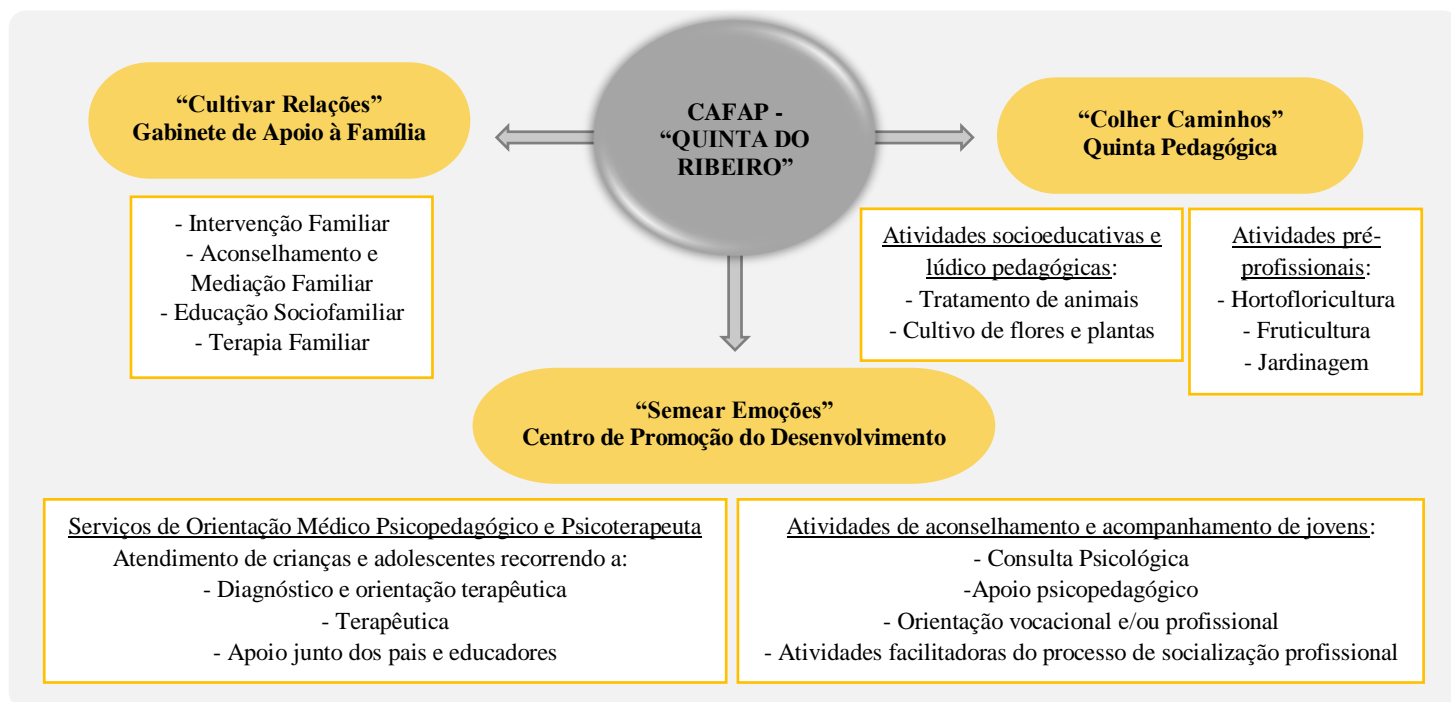 CAFAP -
“QUINTA DO
RIBEIRO”
“Cultivar Relações”
Gabinete de Apoio à Família
- Intervenção Familiar
- Aconselhamento e
Mediação Familiar
- Educação Sociofamiliar
- Terapia Familiar
“Colher Caminhos”
Quinta Pedagógica
Atividades socioeducativas e
lúdico pedagógicas:
- Tratamento de animais
- Cultivo de flores e plantas
Atividades pré-
profissionais:
- Hortofloricultura
- Fruticultura
- Jardinagem
“Semear Emoções”
Centro de Promoção do Desenvolvimento
Serviços de Orientação Médico Psicopedagógico e Psicoterapeuta
Atendimento de crianças e adolescentes recorrendo a:
- Diagnóstico e orientação terapêutica
- Terapêutica
- Apoio junto dos pais e educadores
Atividades de aconselhamento e acompanhamento de jovens:
- Consulta Psicológica
-Apoio psicopedagógico
- Orientação vocacional e/ou profissional
- Atividades facilitadoras do processo de socialização profissional